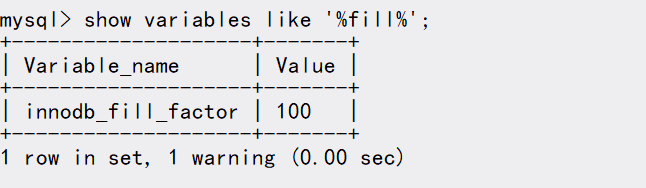 mysql> show variables like '%fill%';
+--------------------+-------+
| Variable_name      | Value |
+--------------------+-------+
| innodb_fill_factor | 100   |
+--------------------+-------+
1 row in set, 1 warning (0.00 sec)